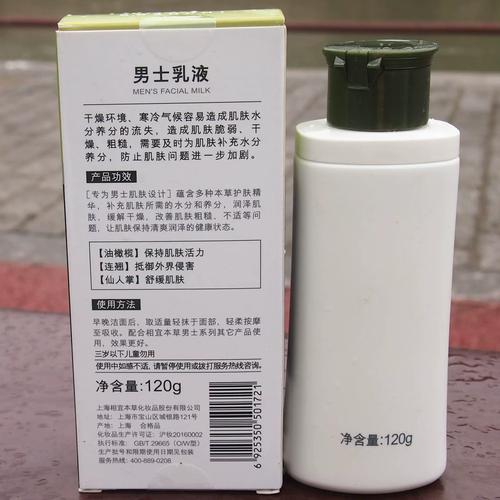 男士乳液
MEN'S FACIAL MILK
干燥环境、寒冷气候容易造成肌肤水
分养分的流失，造成肌肤脆弱、干
燥、粗糙，需要及时为肌肤补充水分
养分，防止肌肤问题进一步加剧。
产品功效
[专为男士肌肤设计] 蕴含多种本草护肤精
华，补充肌肤所需的水分和养分，润泽肌
肤，缓解干燥，改善肌肤粗糙、不适等问
题，让肌肤保持清爽润泽的健康状态。
【油橄榄】保持肌肤活力
【连翘】抵御外界侵害
【仙人掌】舒缓肌肤
使用方法
早晚洁面后，取适量轻抹于面部，轻柔按摩
至吸收。配合相宜本草男士系列其它产品使
用，效果更好。
三岁以下儿童勿用
使用中如感不适，请暂停使用或拨打服务热线咨询。
净含量:120g
上海相宜本草化妆品股份有限公司
地址：上海市宝山区城银路121号
产地：上海 合格品
化妆品生产许可证：沪妆20160002
执行标准：GB/T 29665 (O/W型)
生产批号和限期使用日期见包装
服务热线：400-889-0208
6 925350 501721
净含量:120g